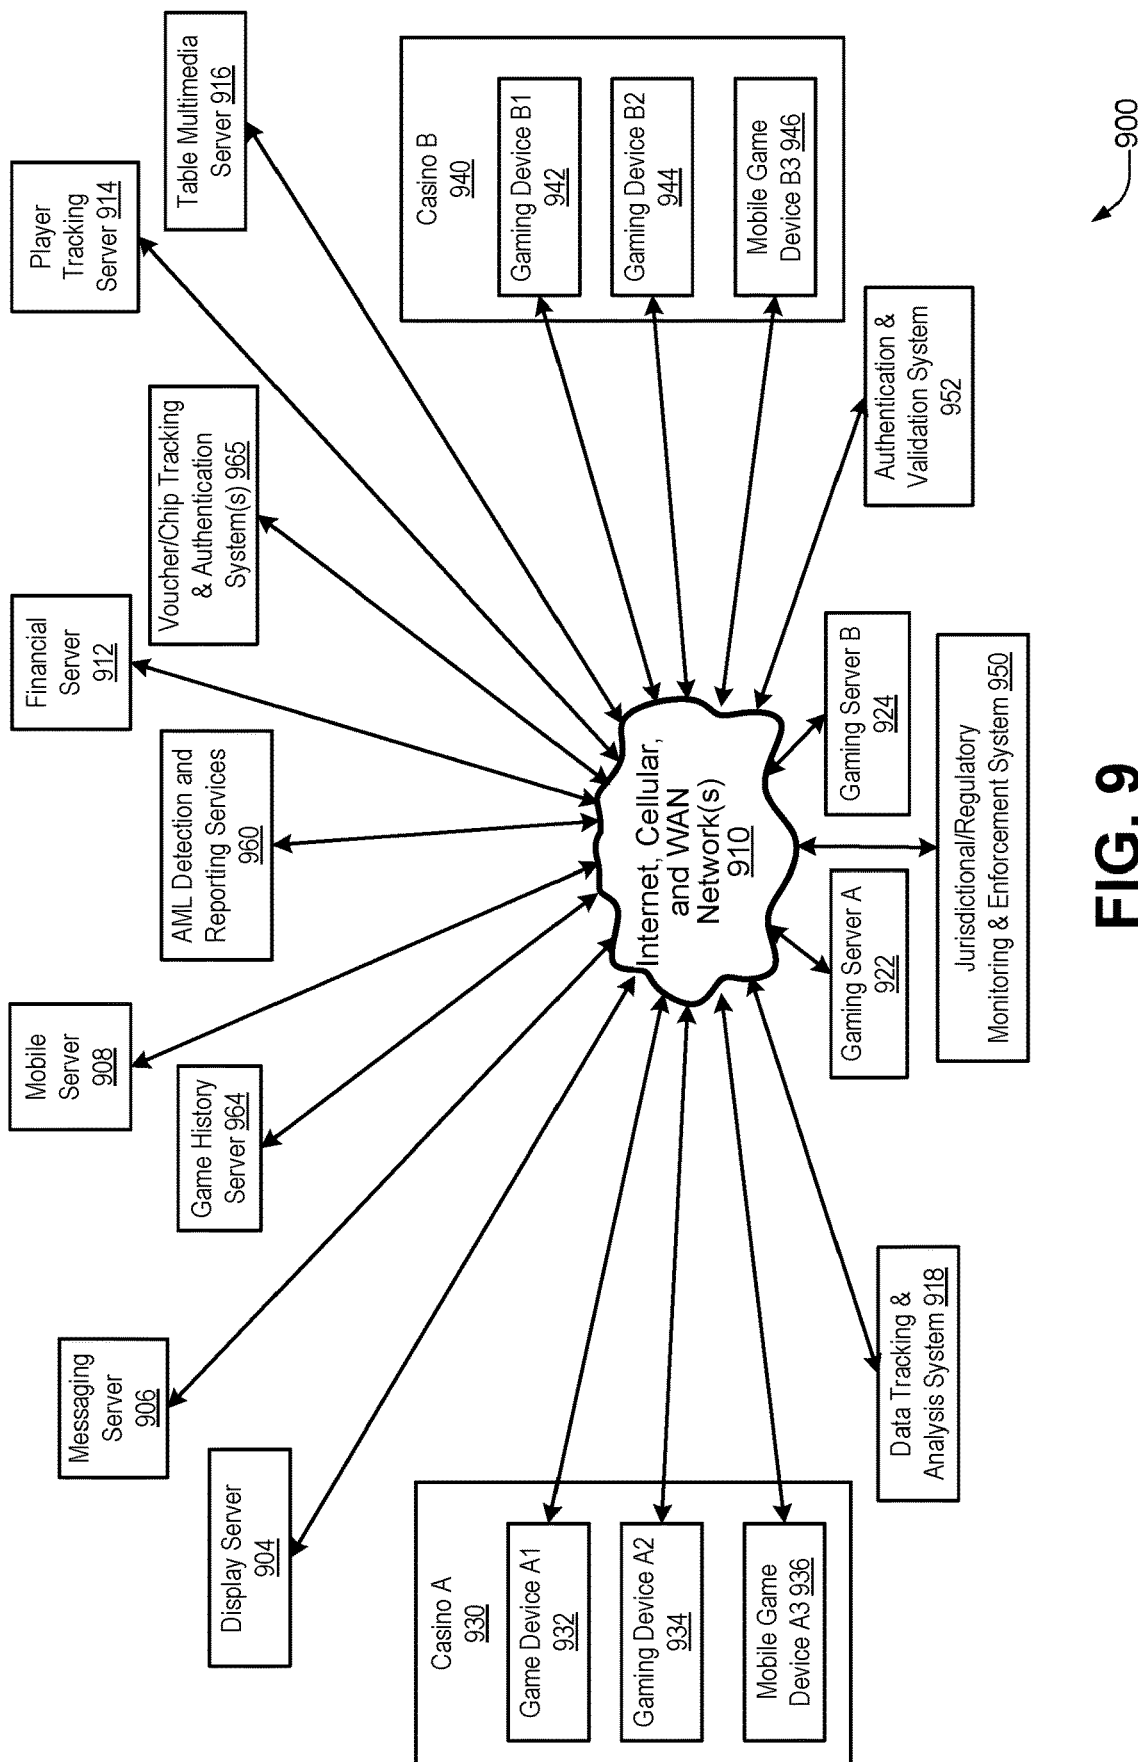 Messaging
Server
906
Mobile
Server
908
Financial
Server
912
Player
Tracking
Server 914
Display Server
904
Game History
Server 964
AML Detection and
Reporting Services
960
Voucher/Chip Tracking
& Authentication
System(s) 965
Table Multimedia
Server 916
Casino A
930
Game Device A1
932
Gaming Device A2
934
Mobile Game
Device A3 936
Internet, Cellular,
and WAN
Network(s)
910
Casino B
940
Gaming Device B1
942
Gaming Device B2
944
Mobile Game
Device B3 946
Data Tracking &
Analysis System 918
Gaming Server A
922
Gaming Server B
924
Authentication &
Validation System
952
Jurisdictional/Regulatory
Monitoring & Enforcement System 950
900
FIG. 9